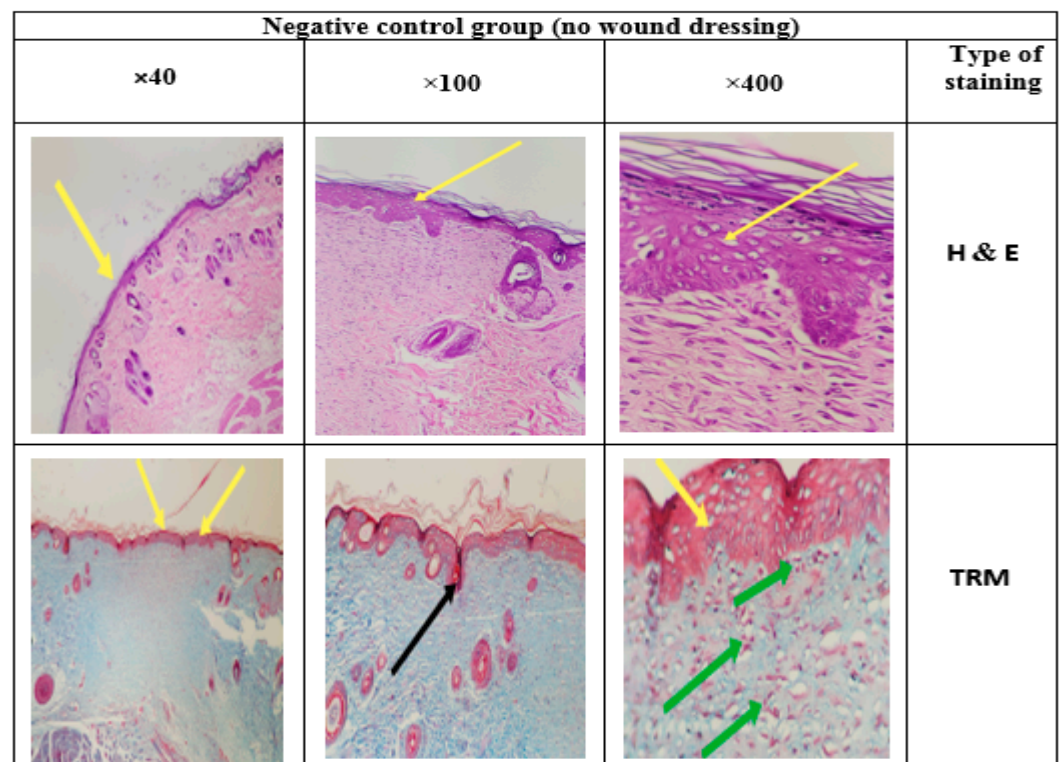 Negative control group (no wound dressing)
×40
×100
×400
Type of
staining
H & E
TRM